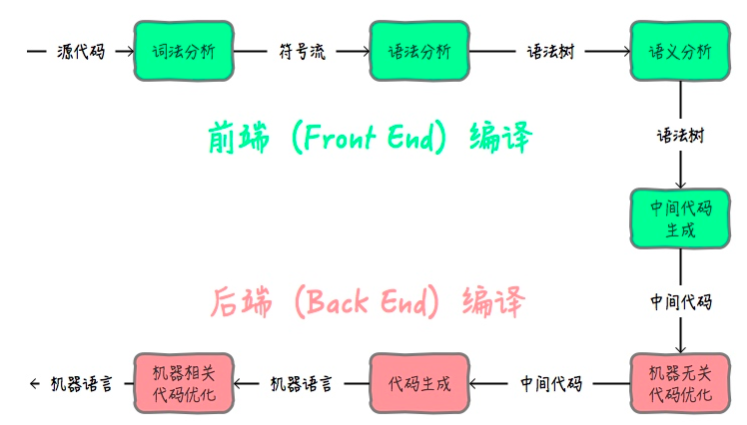 源代码
词法分析
符号流
语法分析
语法树
语义分析
前端（Front End）编译
语法树
中间代码
生成
后端（Back End）编译
中间代码
机器无关
代码优化
中间代码
代码生成
机器语言
机器相关
代码优化
机器语言